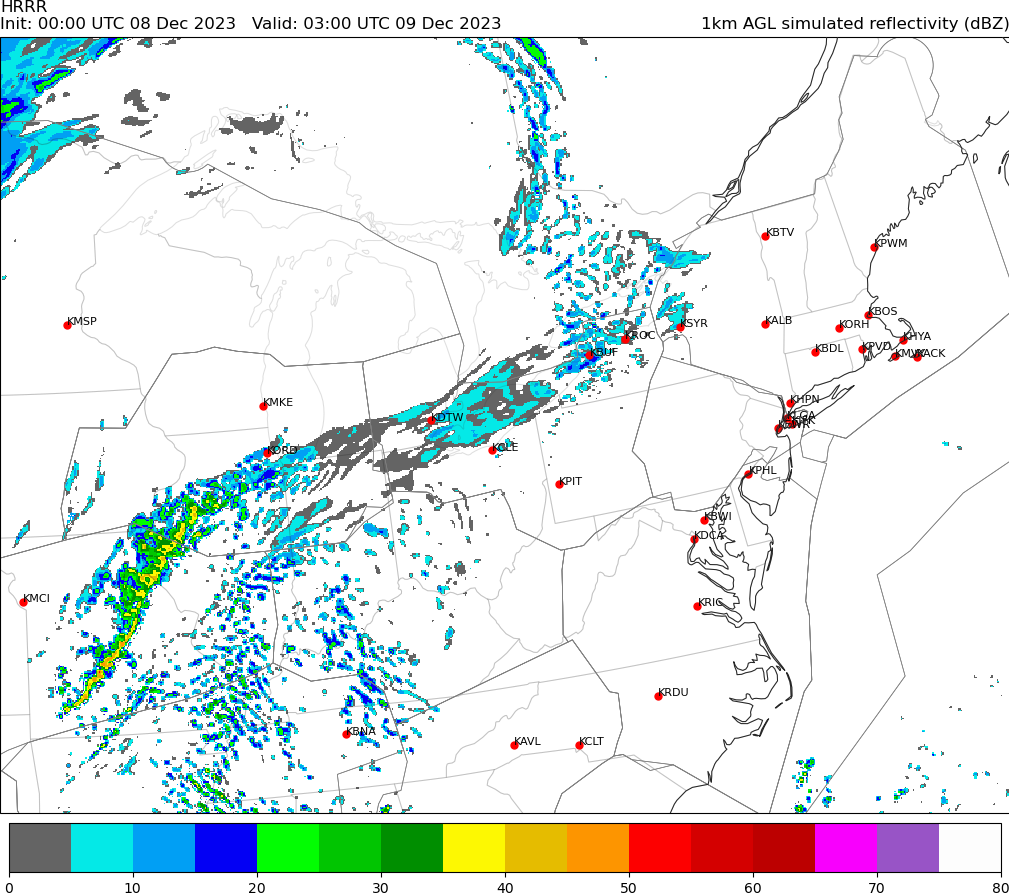 HRRR
Init: 00:00 UTC 08 Dec 2023   Valid: 03:00 UTC 09 Dec 2023   1km AGL simulated reflectivity (dBZ)
KBTV
KPWM
KMSP
KBOS
KALB
KORH
KSYR
KROC
KHYA
KBUF
KBDL
KPVD
KACK
KMKE
KHPN
KDTW
KLGA
KORD
KCLE
KPHL
KPIT
KBWI
KDCA
KMCI
KRIC
KRDU
KBNA
KAVL
KCLT
0 10 20 30 40 50 60 70 80